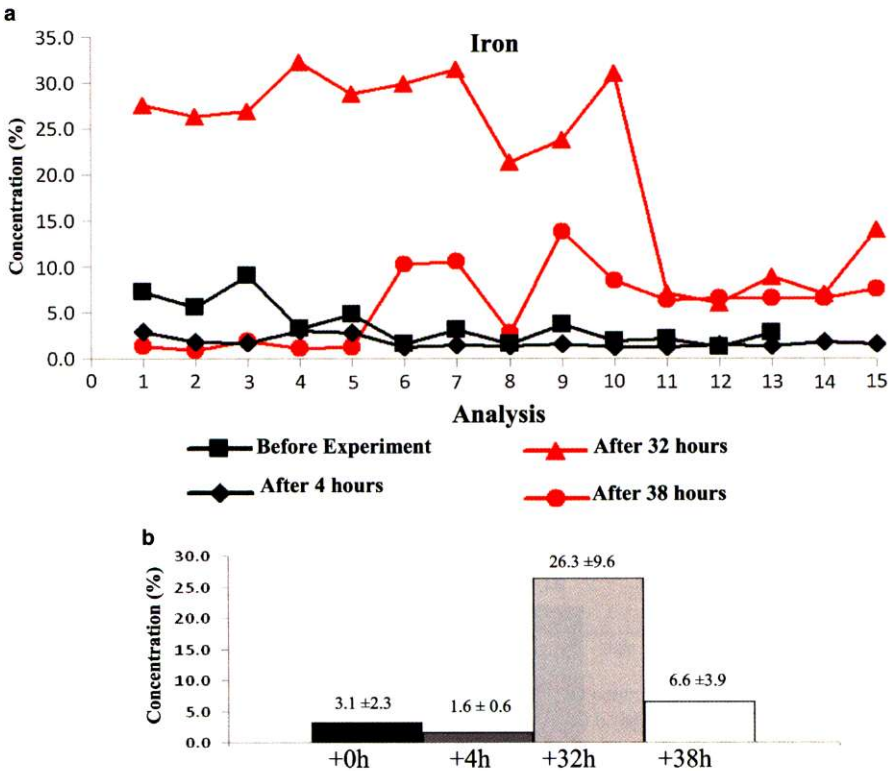 a
Iron
Concentration (%)
35.0
30.0
25.0
20.0
15.0
10.0
5.0
0.0
0 1 2 3 4 5 6 7 8 9 10 11 12 13 14 15
Analysis
Before Experiment
After 32 hours
After 4 hours
After 38 hours
b
Concentration (%)
30.0
25.0
20.0
15.0
10.0
5.0
0.0
3.1 ±2.3
1.6 ± 0.6
26.3 ±9.6
6.6 ±3.9
+0h +4h +32h +38h